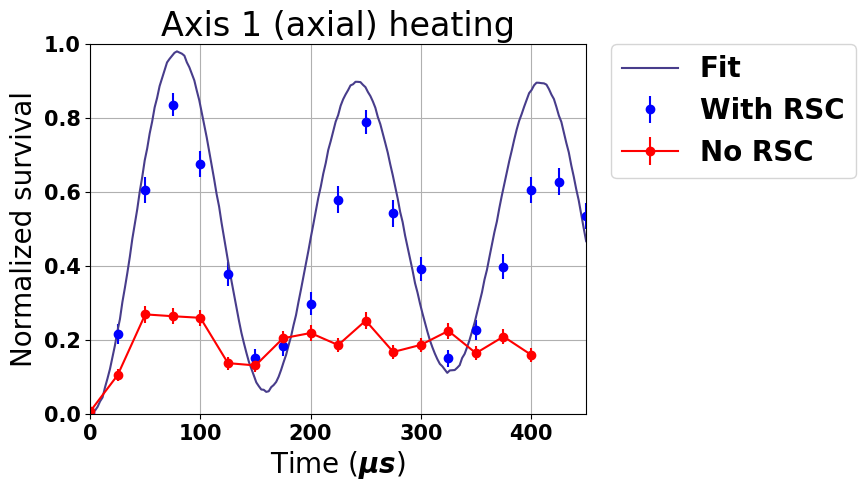 Axis 1 (axial) heating
Normalized survival
1.0
0.8
0.6
0.4
0.2
0.0
0 100 200 300 400
Time (μs)
Fit
With RSC
No RSC